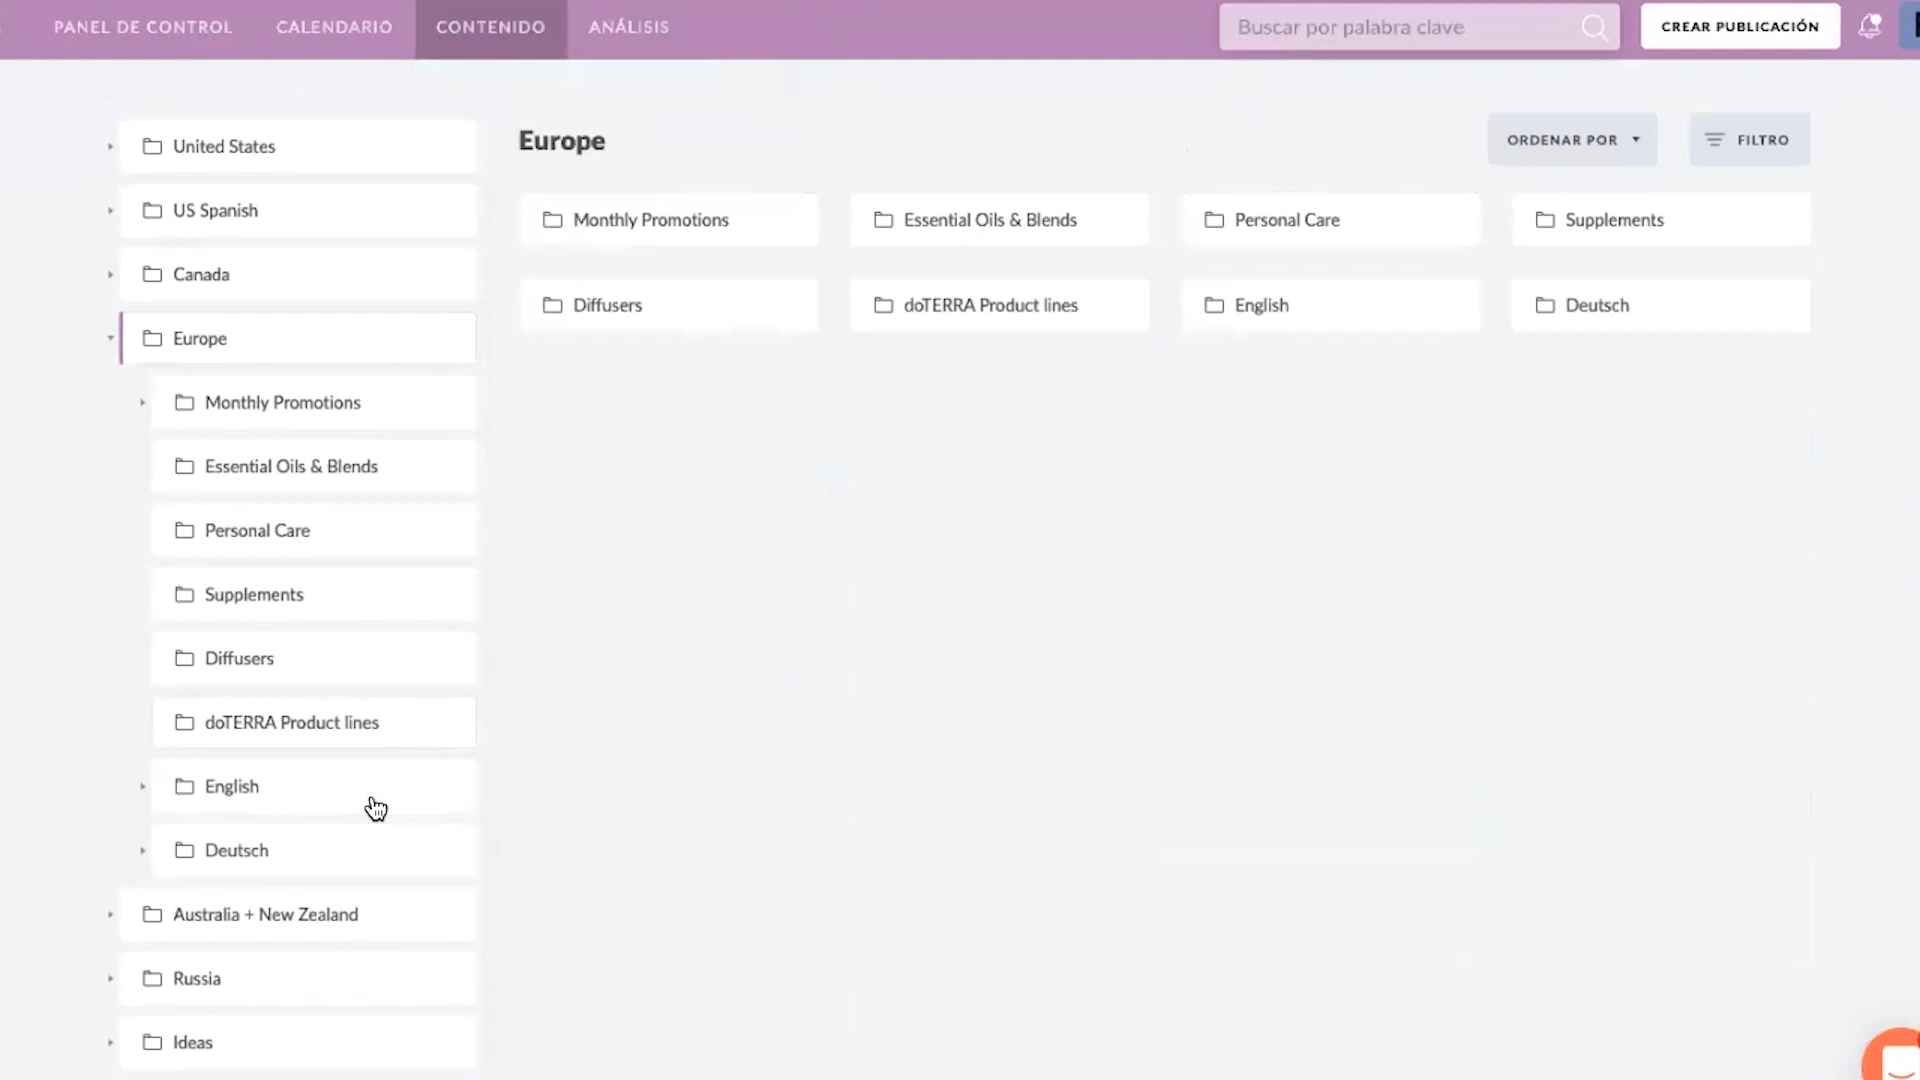 PANEL DE CONTROL CALENDARIO CONTENIDO ANÁLISIS Buscar por palabra clave CREAR PUBLICACIÓN
United States
US Spanish
Canada
Europe
Monthly Promotions
Essential Oils & Blends
Personal Care
Supplements
Diffusers
doTERRA Product lines
English
Deutsch
Australia + New Zealand
Russia
Ideas
Europe ORDENAR POR FILTRO
Monthly Promotions Essential Oils & Blends Personal Care Supplements
Diffusers doTERRA Product lines English Deutsch